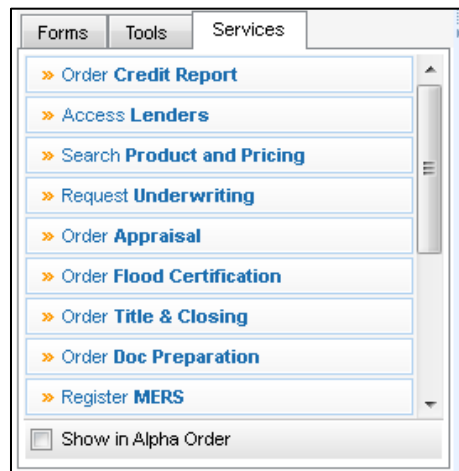 Forms Tools Services
» Order Credit Report
» Access Lenders
» Search Product and Pricing
» Request Underwriting
» Order Appraisal
» Order Flood Certification
» Order Title & Closing
» Order Doc Preparation
» Register MERS
Show in Alpha Order